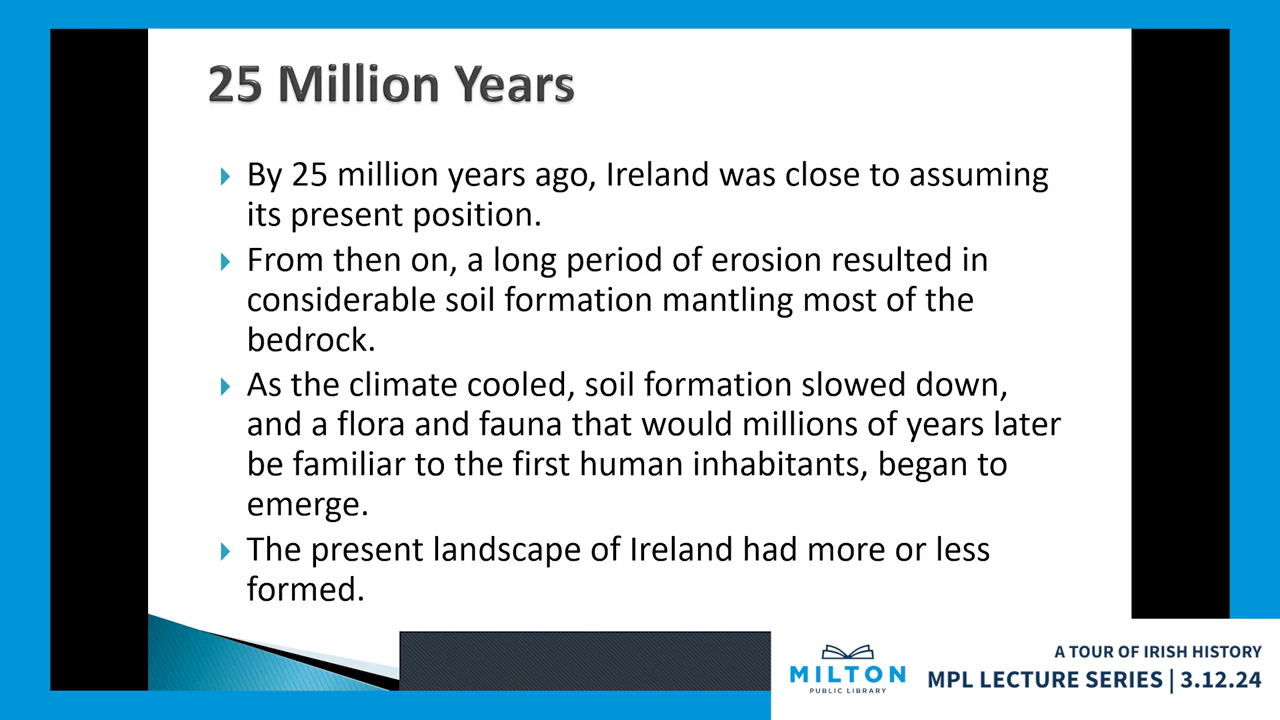 25 Million Years
By 25 million years ago, Ireland was close to assuming
its present position.
From then on, a long period of erosion resulted in
considerable soil formation mantling most of the
bedrock.
As the climate cooled, soil formation slowed down,
and a flora and fauna that would millions of years later
be familiar to the first human inhabitants, began to
emerge.
The present landscape of Ireland had more or less
formed.
MILTON
PUBLIC LIBRARY
A TOUR OF IRISH HISTORY
MPL LECTURE SERIES | 3.12.24